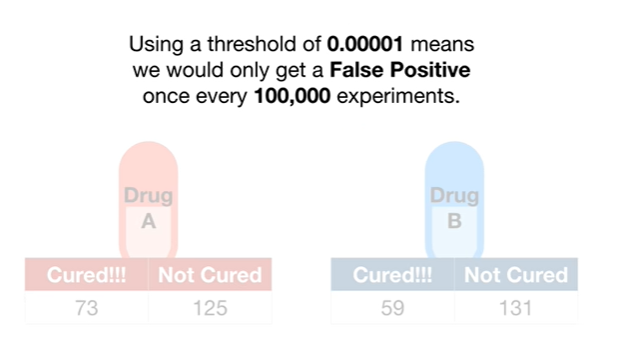 Using a threshold of 0.00001 means
we would only get a False Positive
once every 100,000 experiments.
Drug
A
Drug
B
Cured!!! Not Cured
73 125
Cured!!! Not Cured
59 131